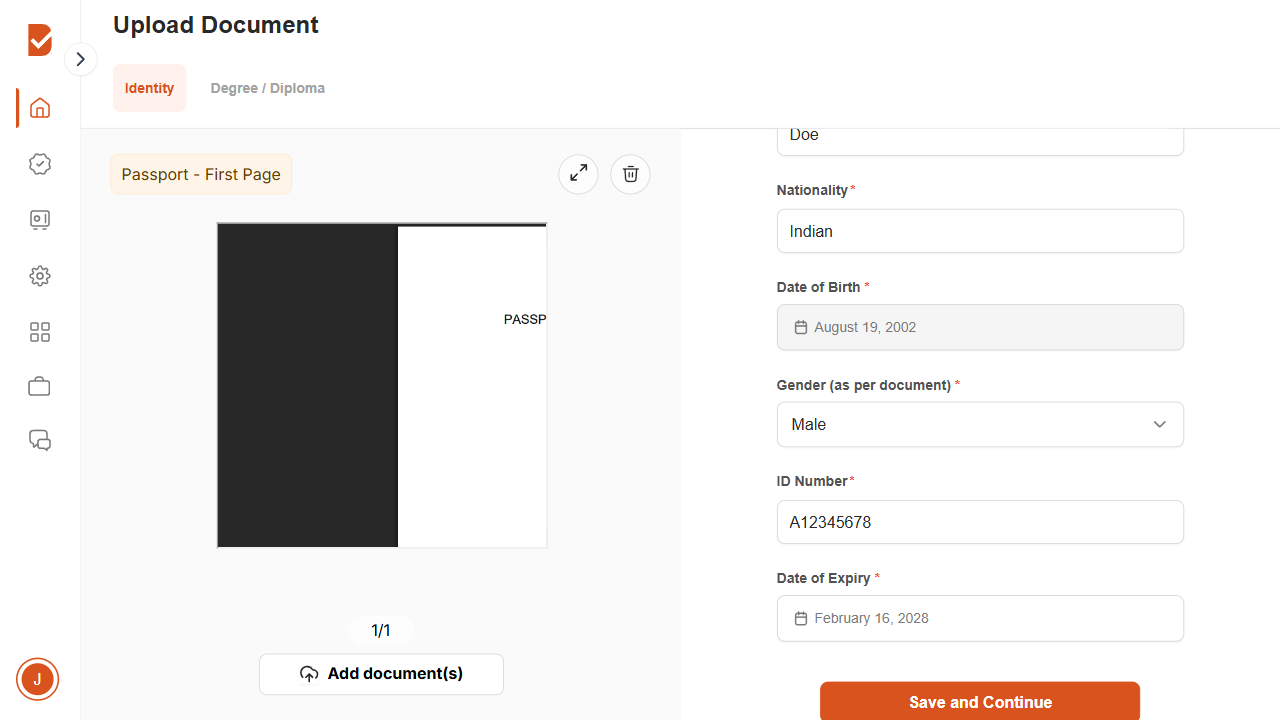 Upload Document
Identity
Degree / Diploma
Passport - First Page
PASSP
1/1
Add document(s)
Doe
Nationality*
Indian
Date of Birth *
August 19, 2002
Gender (as per document) *
Male
ID Number*
A12345678
Date of Expiry *
February 16, 2028
Save and Continue
J